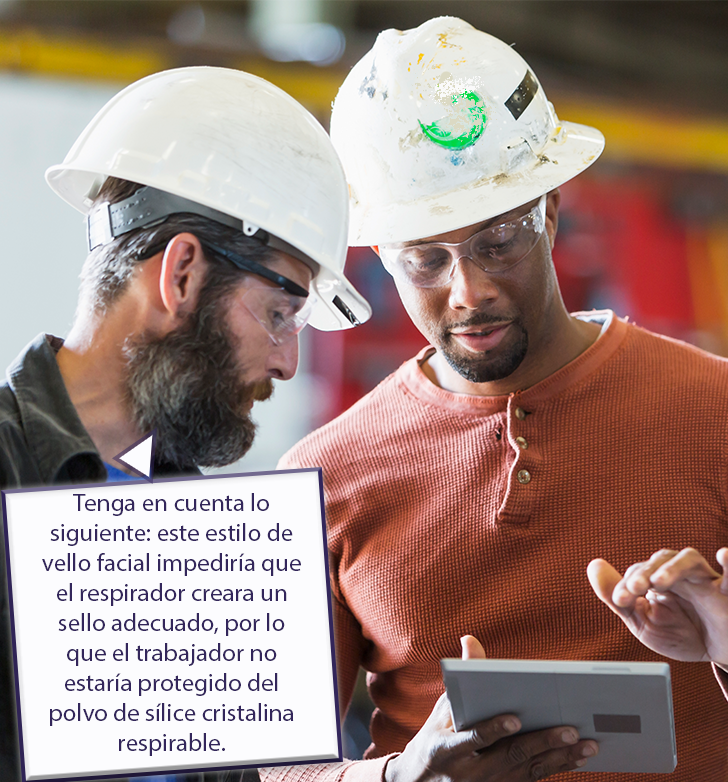 Tenga en cuenta lo
siguiente: este estilo de
vello facial impediría que
el respirador creara un
sello adecuado, por lo
que el trabajador no
estaría protegido del
polvo de sílice cristalina
respirable.